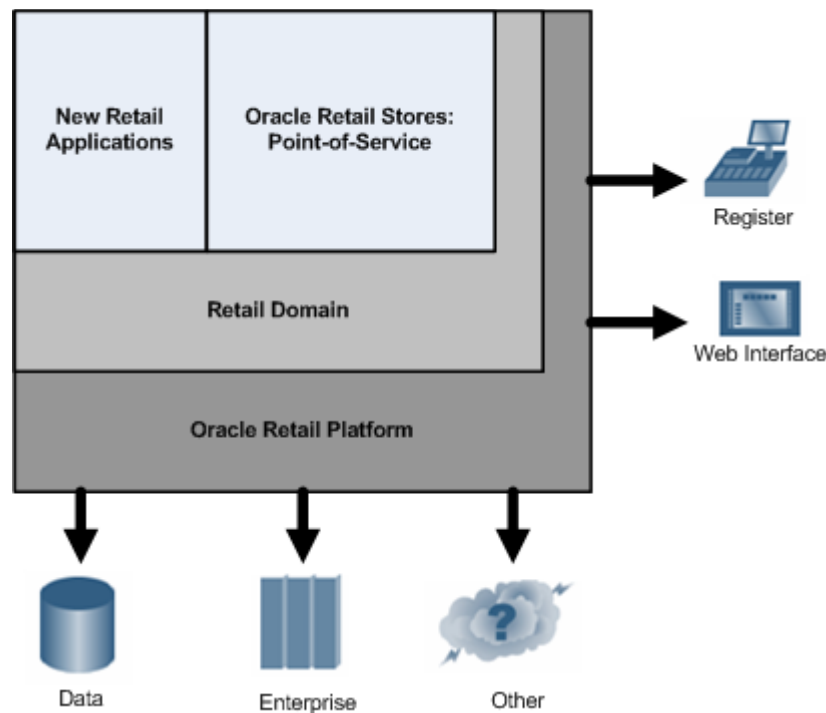 New Retail
Applications
Oracle Retail Stores:
Point-of-Service
Register
Retail Domain
Web Interface
Oracle Retail Platform
?
Data
Enterprise
Other